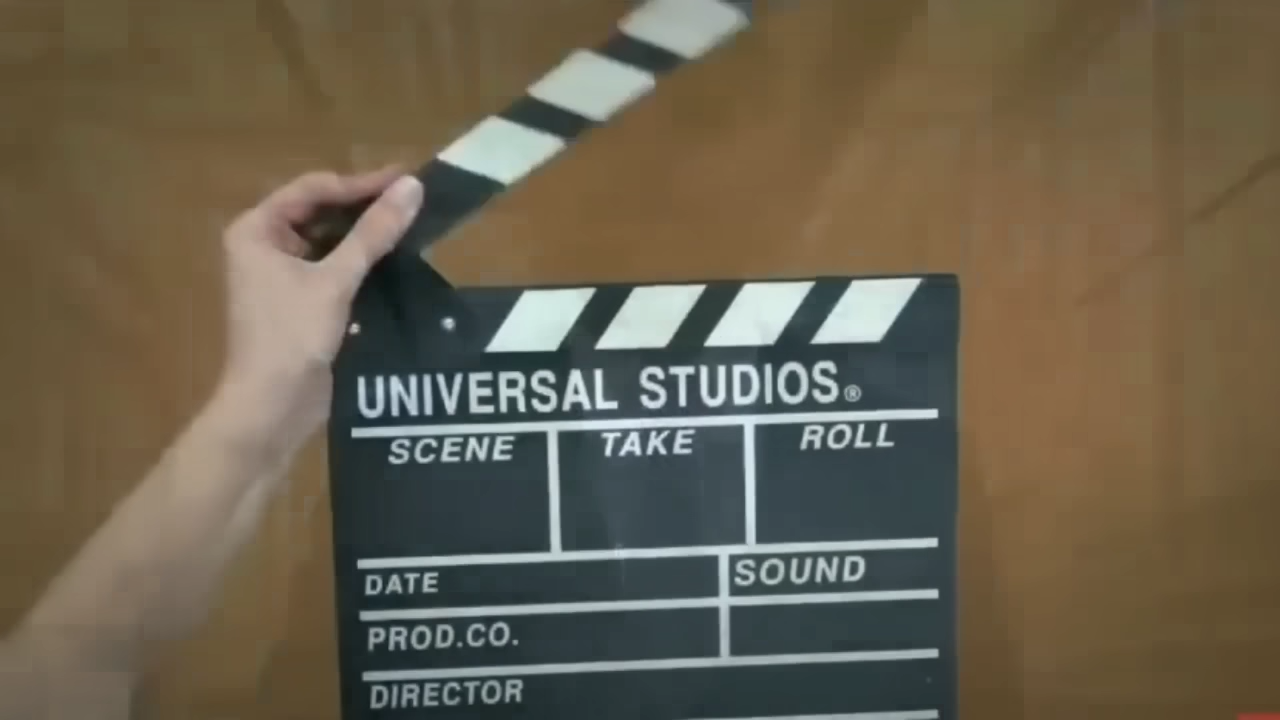 UNIVERSAL STUDIOS®
SCENE TAKE ROLL
DATE SOUND
PROD.CO.
DIRECTOR